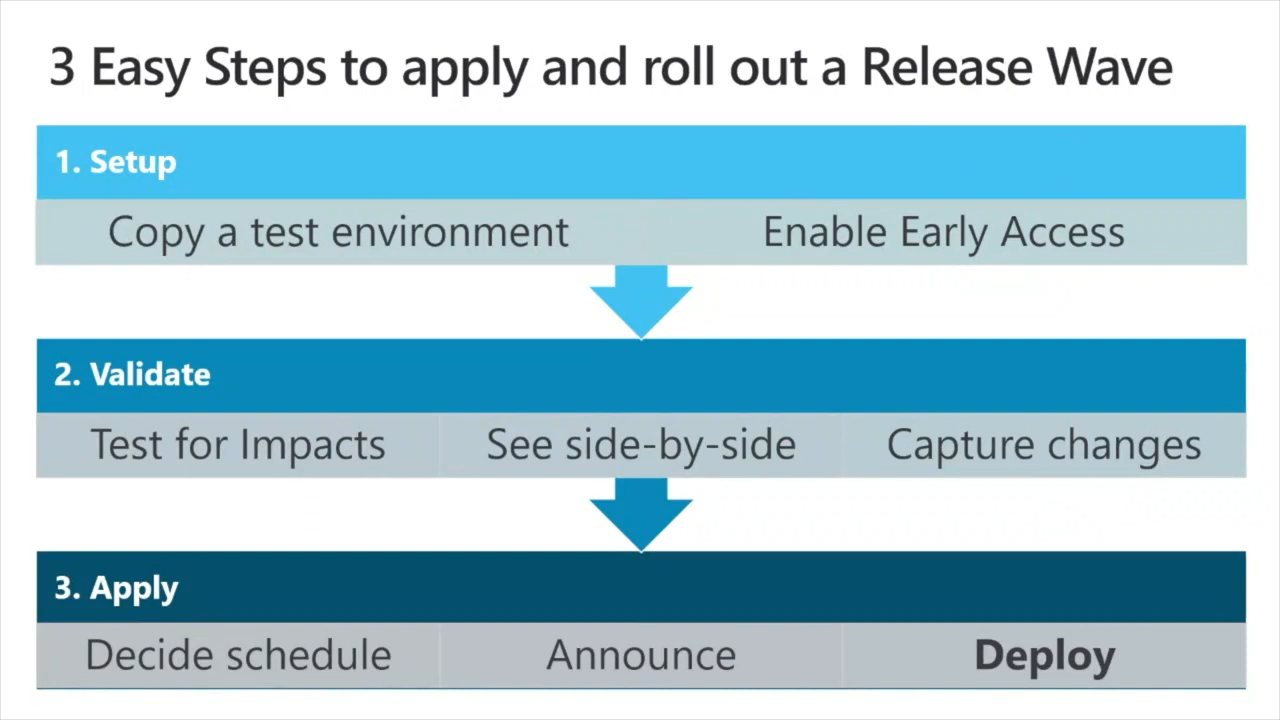 3 Easy Steps to apply and roll out a Release Wave
1. Setup
Copy a test environment
Enable Early Access
2. Validate
Test for Impacts
See side-by-side
Capture changes
3. Apply
Decide schedule
Announce
Deploy